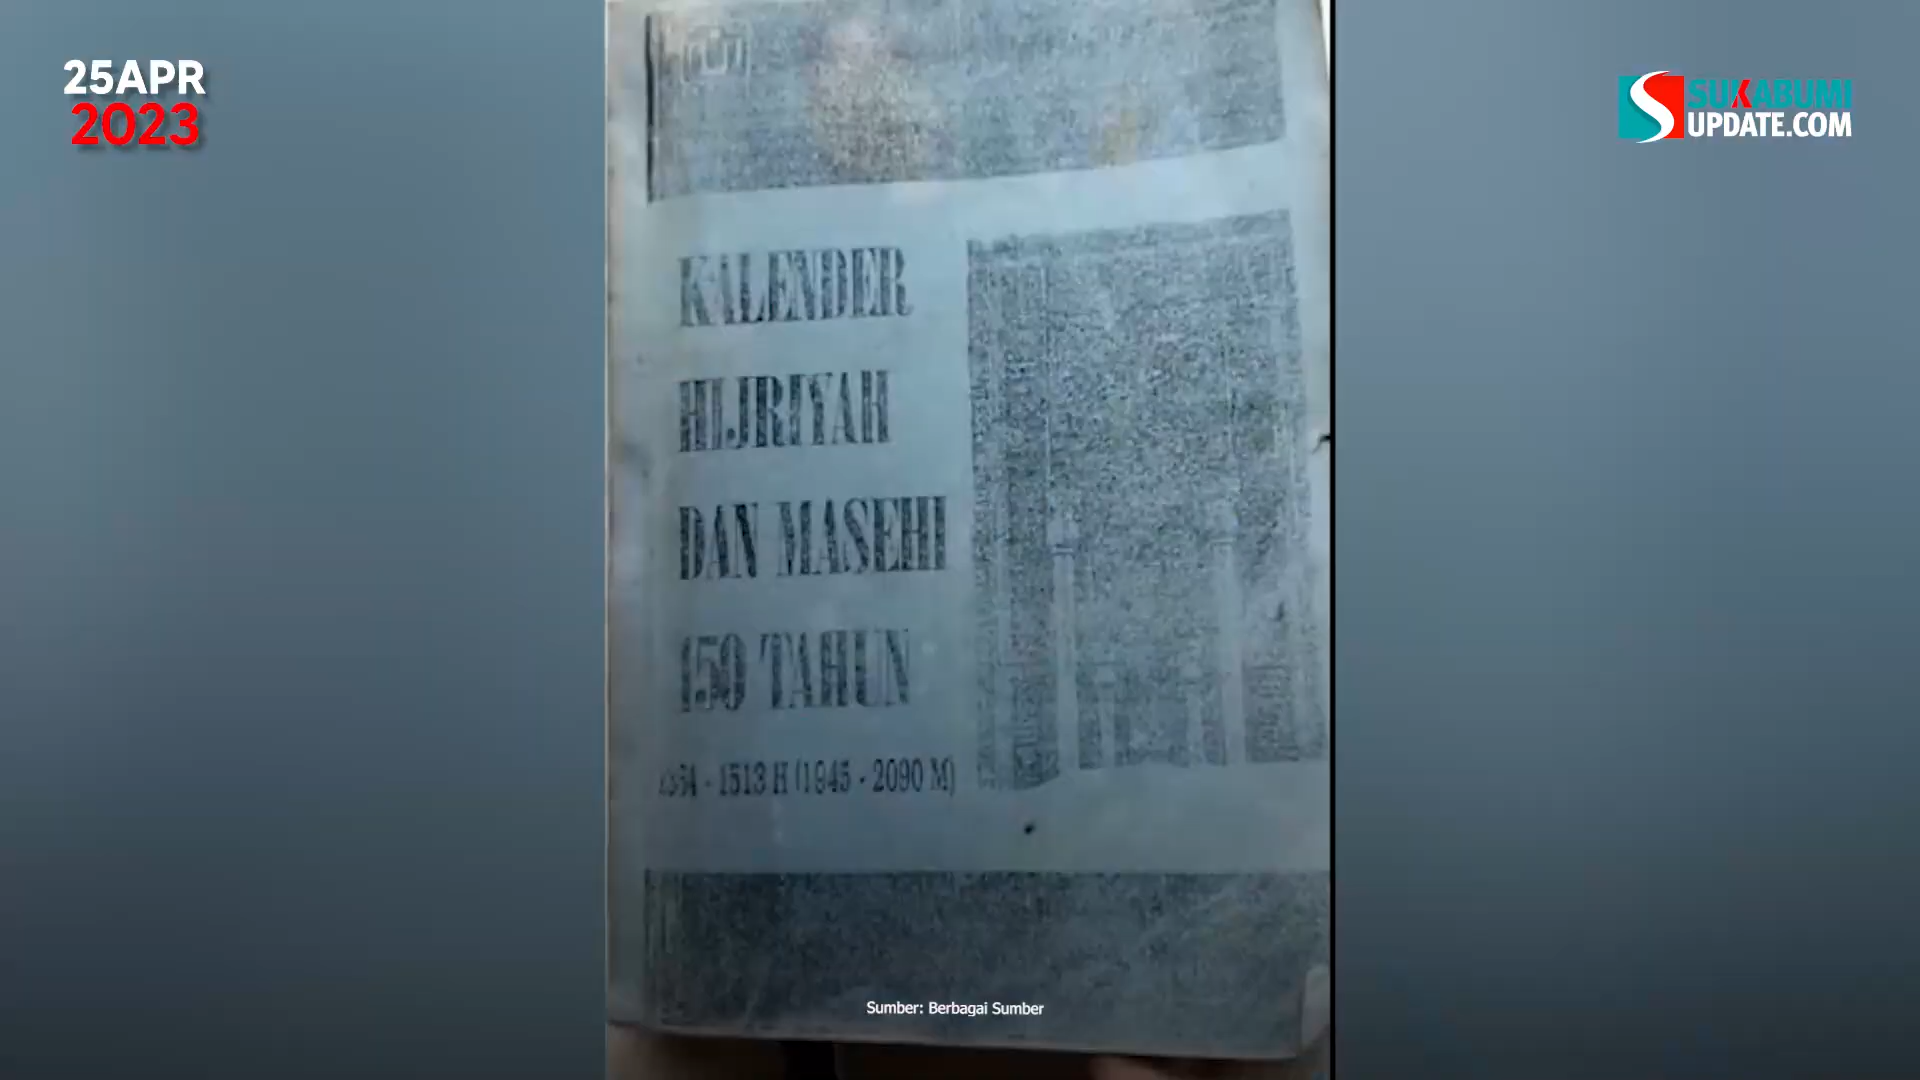 25APR
2023
SUKABUMI
UPDATE.COM
KALENDER
HIJRIYAH
DAN MASEHI
150 TAHUN
- 1513 H (1945 - 2090 M)
Sumber: Berbagai Sumber